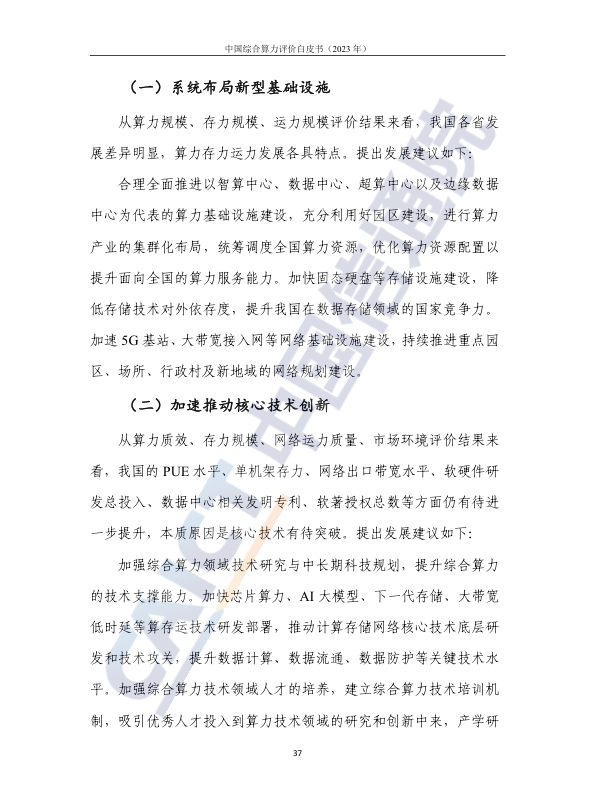 中国综合算力评价白皮书（2023 年）
（一）系统布局新型基础设施
从算力规模、存力规模、运力规模评价结果来看，我国各省发
展差异明显，算力存力运力发展各具特点。提出发展建议如下：
合理全面推进以智算中心、数据中心、超算中心以及边缘数据
中心为代表的算力基础设施建设，充分利用好园区建设，进行算力
产业的集群化布局，统筹调度全国算力资源，优化算力资源配置以
提升面向全国的算力服务能力。加快固态硬盘等存储设施建设，降
低存储技术对外依存度，提升我国在数据存储领域的国家竞争力。
加速 5G 基站、大带宽接入网等网络基础设施建设，持续推进重点园
区、场所、行政村及新地域的网络规划建设。
（二）加速推动核心技术创新
从算力质效、存力规模、网络运力质量、市场环境评价结果来
看，我国的 PUE 水平、单机架存力、网络出口带宽水平、软硬件研
发总投入、数据中心相关发明专利、软著授权总数等方面仍有待进
一步提升，本质原因是核心技术有待突破。提出发展建议如下：
加强综合算力领域技术研究与中长期科技规划，提升综合算力
的技术支撑能力。加快芯片算力、AI 大模型、下一代存储、大带宽
低时延等算存运技术研发部署，推动计算存储网络核心技术底层研
发和技术攻关，提升数据计算、数据流通、数据防护等关键技术水
平。加强综合算力技术领域人才的培养，建立综合算力技术培训机
制，吸引优秀人才投入到算力技术领域的研究和创新中来，产学研
37
CAICT 中国信通院